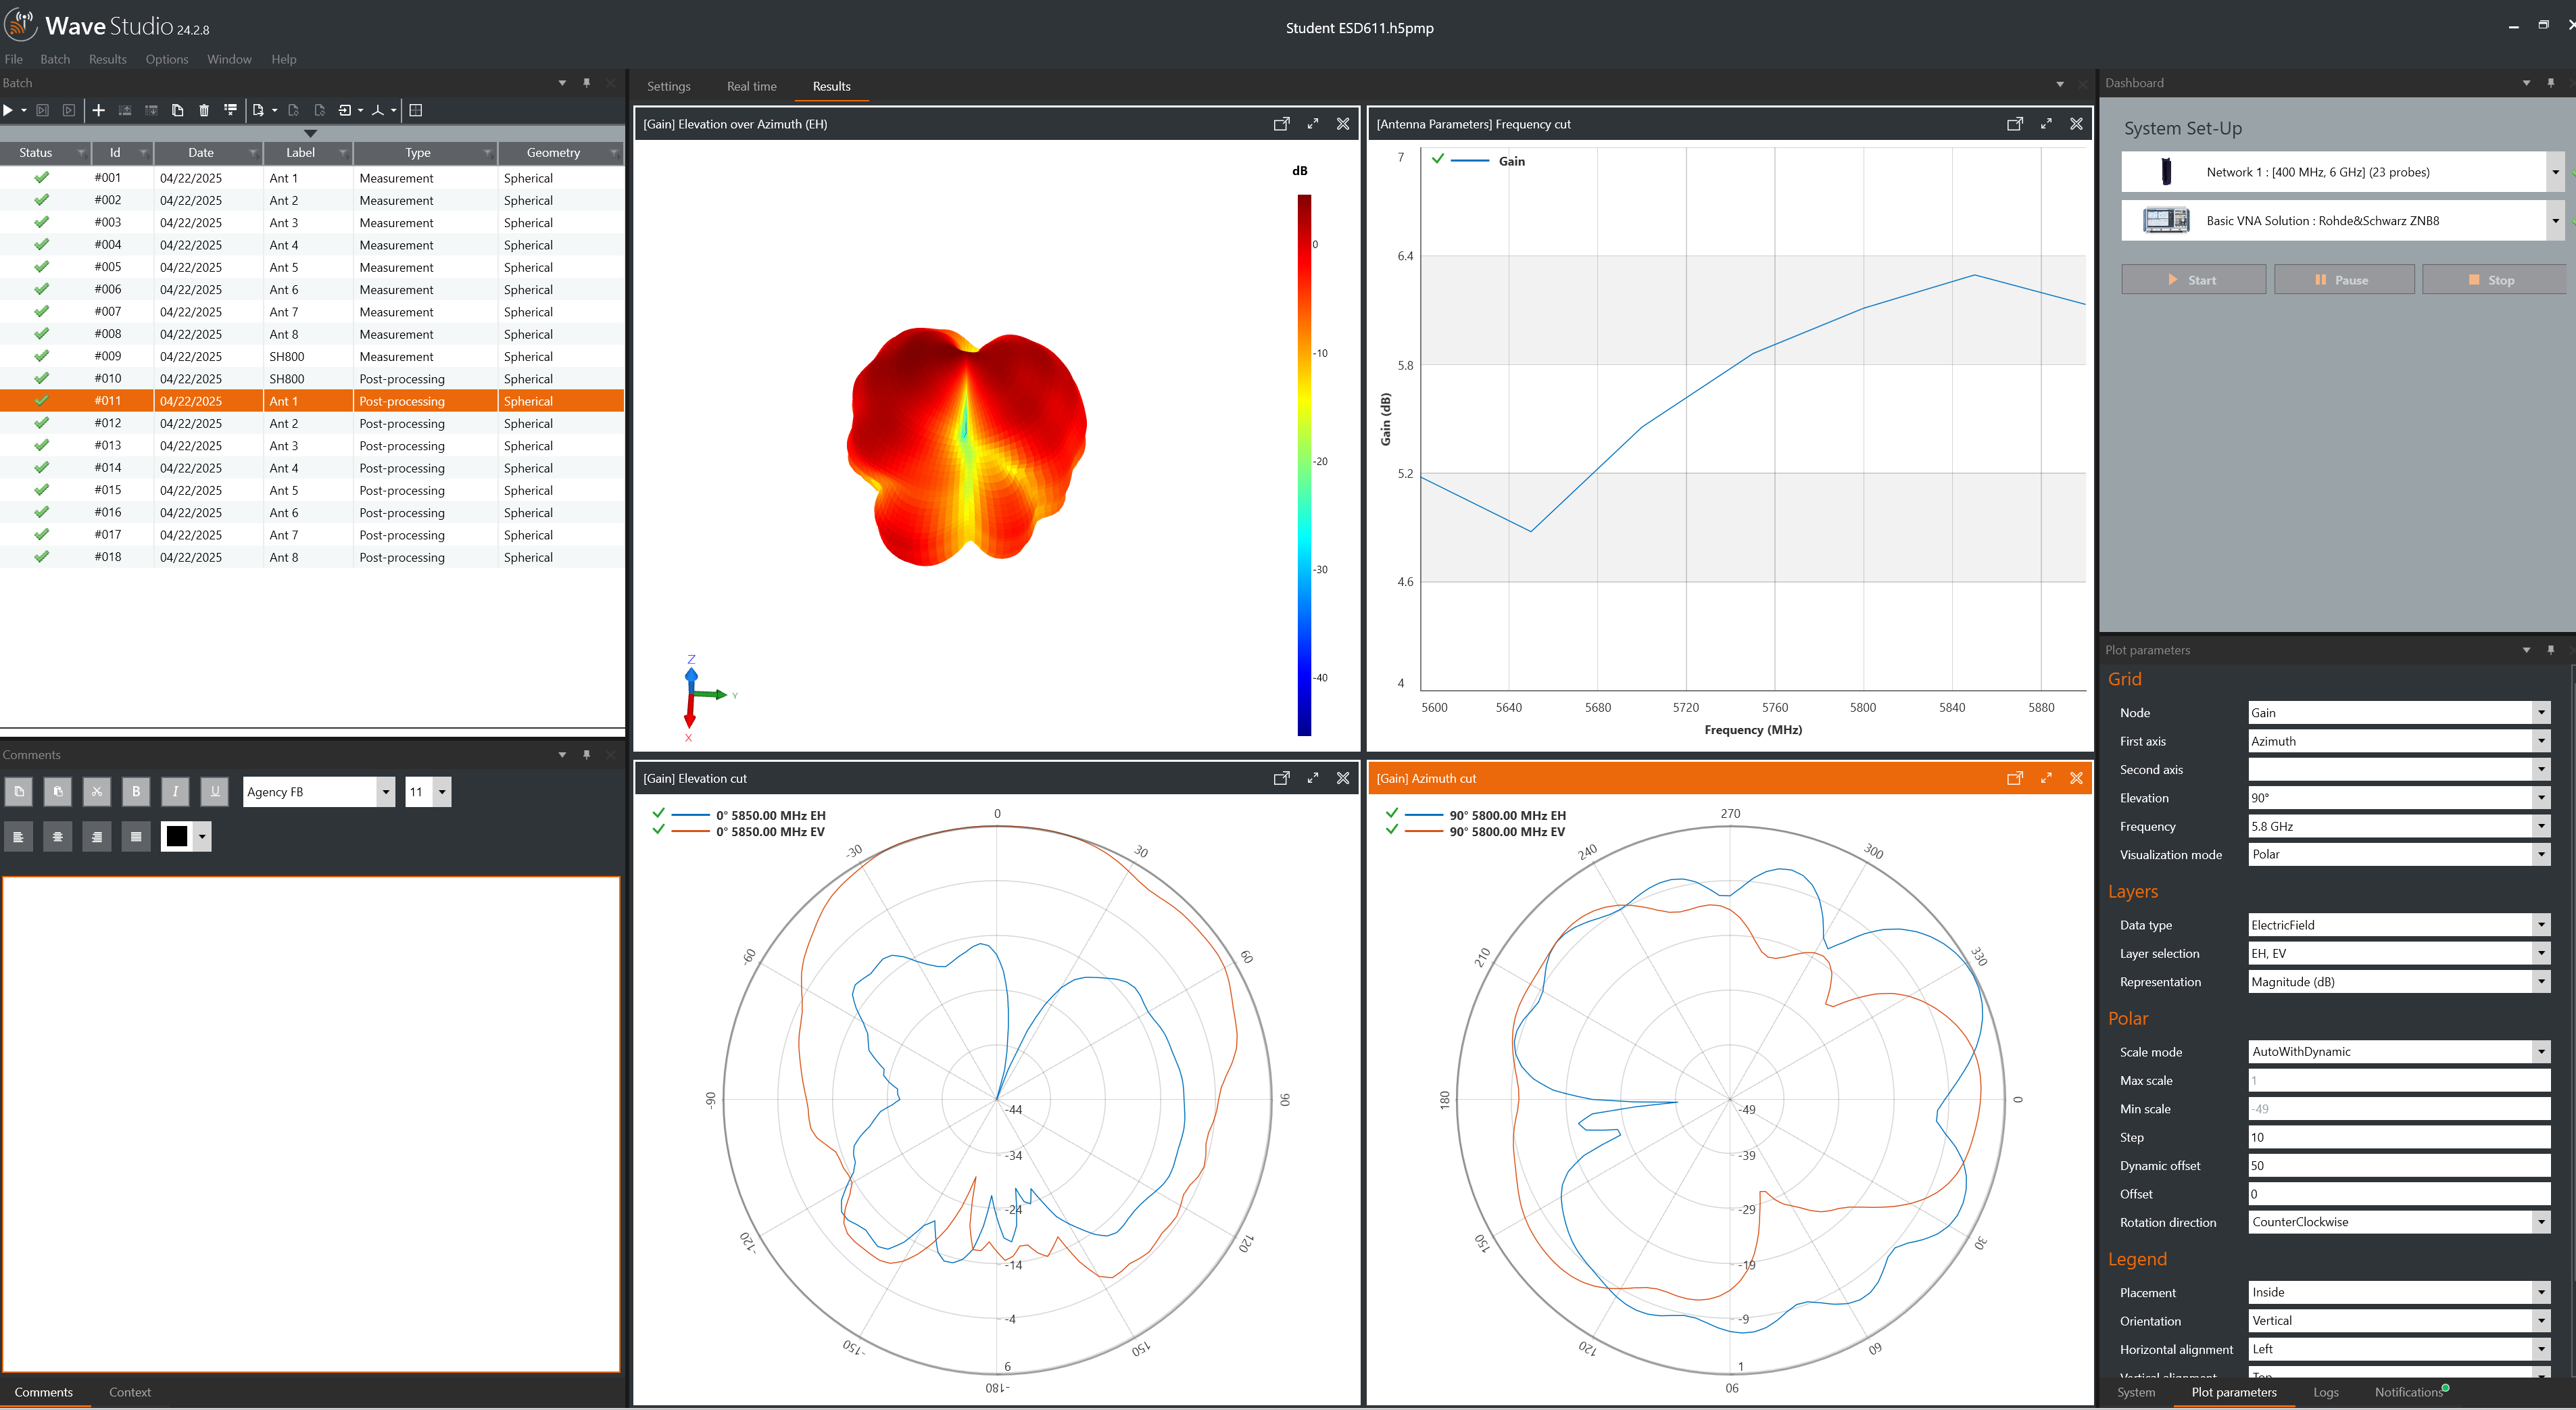 Wave Studio 24.2.8
Student ESD611.h5pmp
File Batch Results Options Window Help
Batch
Status Id Date Label Type Geometry
#001 04/22/2025 Ant 1 Measurement Spherical
#002 04/22/2025 Ant 2 Measurement Spherical
#003 04/22/2025 Ant 3 Measurement Spherical
#004 04/22/2025 Ant 4 Measurement Spherical
#005 04/22/2025 Ant 5 Measurement Spherical
#006 04/22/2025 Ant 6 Measurement Spherical
#007 04/22/2025 Ant 7 Measurement Spherical
#008 04/22/2025 Ant 8 Measurement Spherical
#009 04/22/2025 SH800 Measurement Spherical
#010 04/22/2025 SH800 Post-processing Spherical
#011 04/22/2025 Ant 1 Post-processing Spherical
#012 04/22/2025 Ant 2 Post-processing Spherical
#013 04/22/2025 Ant 3 Post-processing Spherical
#014 04/22/2025 Ant 4 Post-processing Spherical
#015 04/22/2025 Ant 5 Post-processing Spherical
#016 04/22/2025 Ant 6 Post-processing Spherical
#017 04/22/2025 Ant 7 Post-processing Spherical
#018 04/22/2025 Ant 8 Post-processing Spherical
Comments
B I U Agency FB 11
Comments Context
Settings Real time Results
[Gain] Elevation over Azimuth (EH)
dB
0
-10
-20
-30
-40
Z
Y
X
[Antenna Parameters] Frequency cut
Gain
7
6.4
5.8
5.2
4.6
4
Gain (dB)
5600 5640 5680 5720 5760 5800 5840 5880
Frequency (MHz)
[Gain] Elevation cut
0° 5850.00 MHz EH
0° 5850.00 MHz EV
0
-30 30
-60 60
-90 90
-120 120
-150 150
-180
-44
-34
-24
-14
-4
6
[Gain] Azimuth cut
90° 5800.00 MHz EH
90° 5800.00 MHz EV
270
240 300
210 330
180 0
150 30
120 60
90
-49
-39
-29
-19
-9
1
Dashboard
System Set-Up
Network 1 : [400 MHz, 6 GHz] (23 probes)
Basic VNA Solution : Rohde&Schwarz ZNB8
Start Pause Stop
Plot parameters
Grid
Node Gain
First axis Azimuth
Second axis
Elevation 90°
Frequency 5.8 GHz
Visualization mode Polar
Layers
Data type ElectricField
Layer selection EH, EV
Representation Magnitude (dB)
Polar
Scale mode AutoWithDynamic
Max scale 1
Min scale -49
Step 10
Dynamic offset 50
Offset 0
Rotation direction CounterClockwise
Legend
Placement Inside
Orientation Vertical
Horizontal alignment Left
Vertical alignment Top
System Plot parameters Logs Notifications